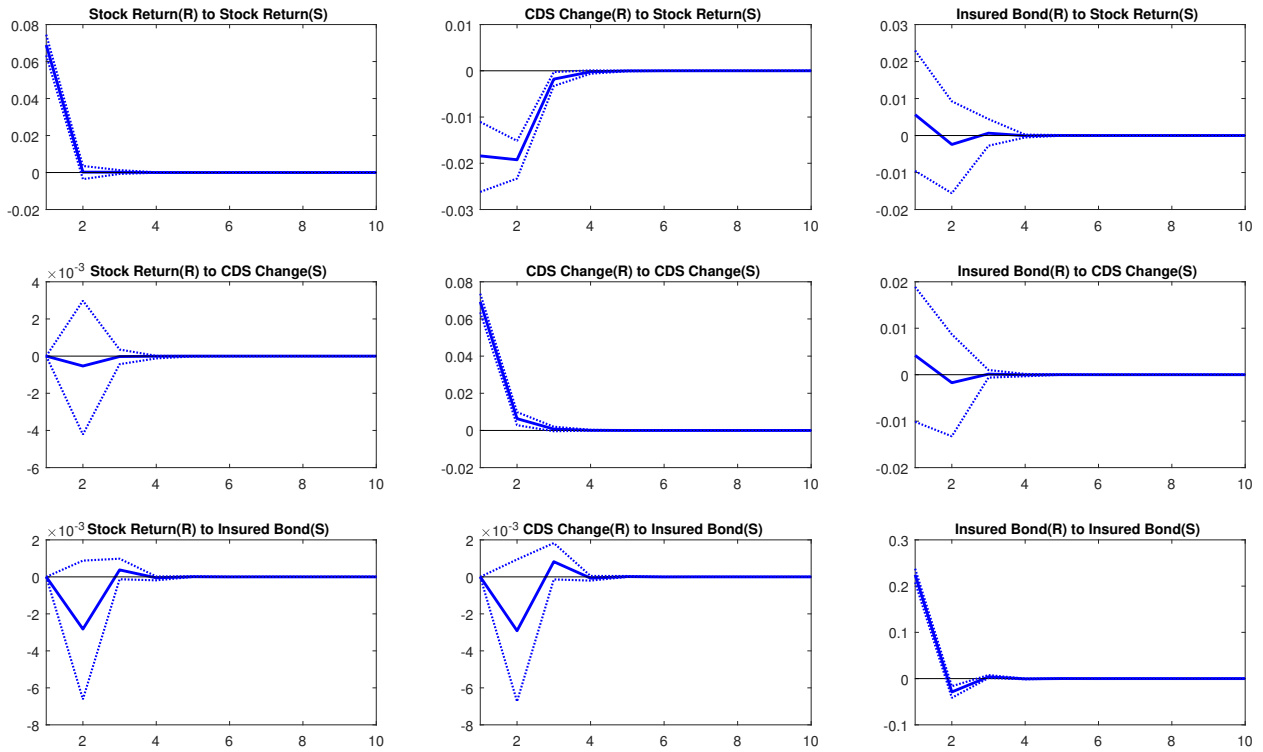 Stock Return(R) to Stock Return(S)
0.08
0.06
0.04
0.02
0
-0.02
2 4 6 8 10
CDS Change(R) to Stock Return(S)
0.01
0
-0.01
-0.02
-0.03
2 4 6 8 10
Insured Bond(R) to Stock Return(S)
0.03
0.02
0.01
0
-0.01
-0.02
2 4 6 8 10
×10-3 Stock Return(R) to CDS Change(S)
4
2
0
-2
-4
-6
2 4 6 8 10
CDS Change(R) to CDS Change(S)
0.08
0.06
0.04
0.02
0
-0.02
2 4 6 8 10
Insured Bond(R) to CDS Change(S)
0.02
0.01
0
-0.01
-0.02
2 4 6 8 10
×10-3 Stock Return(R) to Insured Bond(S)
2
0
-2
-4
-6
-8
2 4 6 8 10
×10-3 CDS Change(R) to Insured Bond(S)
2
0
-2
-4
-6
-8
2 4 6 8 10
Insured Bond(R) to Insured Bond(S)
0.3
0.2
0.1
0
-0.1
2 4 6 8 10